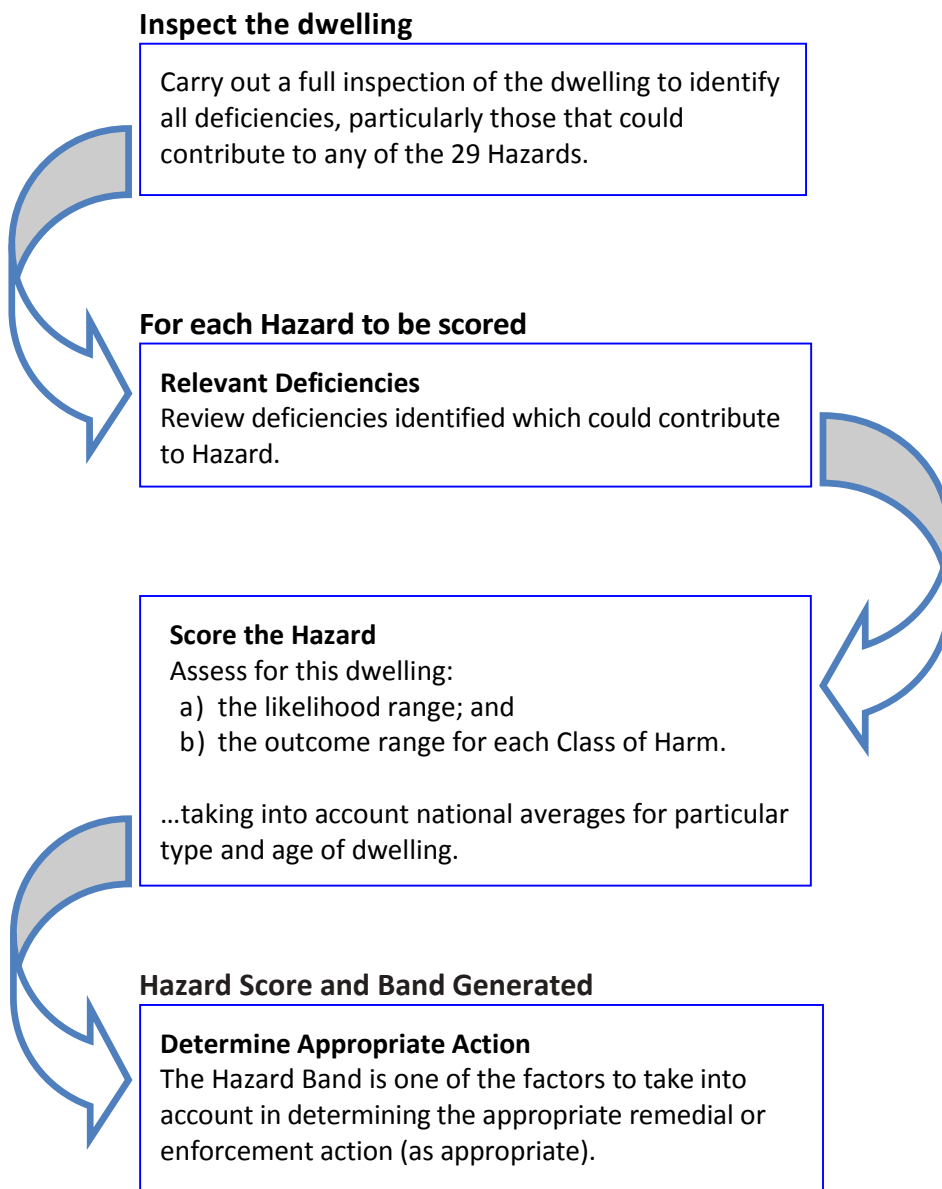 Inspect the dwelling
Carry out a full inspection of the dwelling to identify
all deficiencies, particularly those that could
contribute to any of the 29 Hazards.
For each Hazard to be scored
Relevant Deficiencies
Review deficiencies identified which could contribute
to Hazard.
Score the Hazard
Assess for this dwelling:
a) the likelihood range; and
b) the outcome range for each Class of Harm.
…taking into account national averages for particular
type and age of dwelling.
Hazard Score and Band Generated
Determine Appropriate Action
The Hazard Band is one of the factors to take into
account in determining the appropriate remedial or
enforcement action (as appropriate).